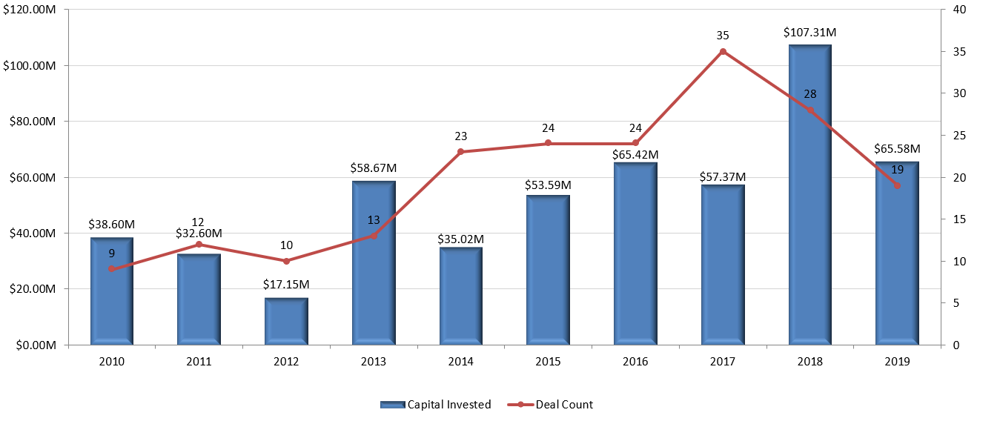 $120.00M
$100.00M
$80.00M
$60.00M
$40.00M
$20.00M
$0.00M
40
35
30
25
20
15
10
5
0
$38.60M
$32.60M
$17.15M
$58.67M
$35.02M
$53.59M
$65.42M
$57.37M
$107.31M
$65.58M
9
12
10
13
23
24
24
35
28
19
2010
2011
2012
2013
2014
2015
2016
2017
2018
2019
Capital Invested
Deal Count